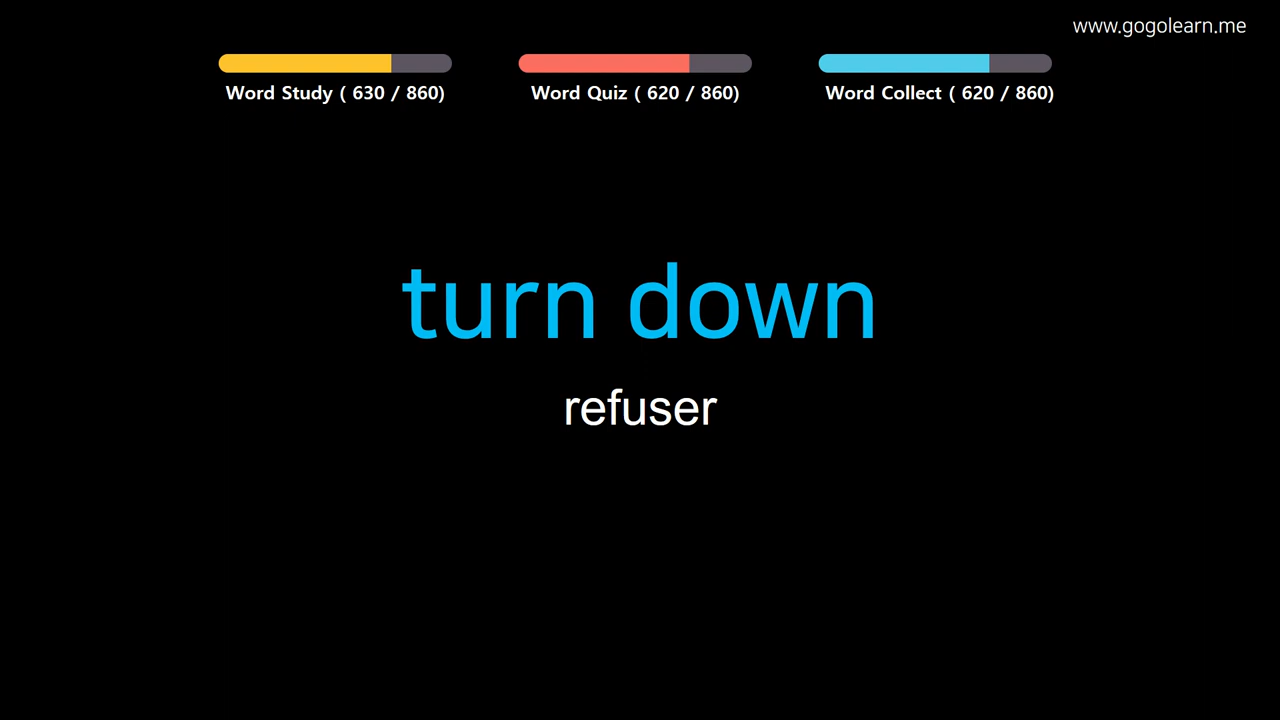 www.gogolearn.me
Word Study ( 630 / 860)
Word Quiz ( 620 / 860)
Word Collect ( 620 / 860)
turn down
refuser